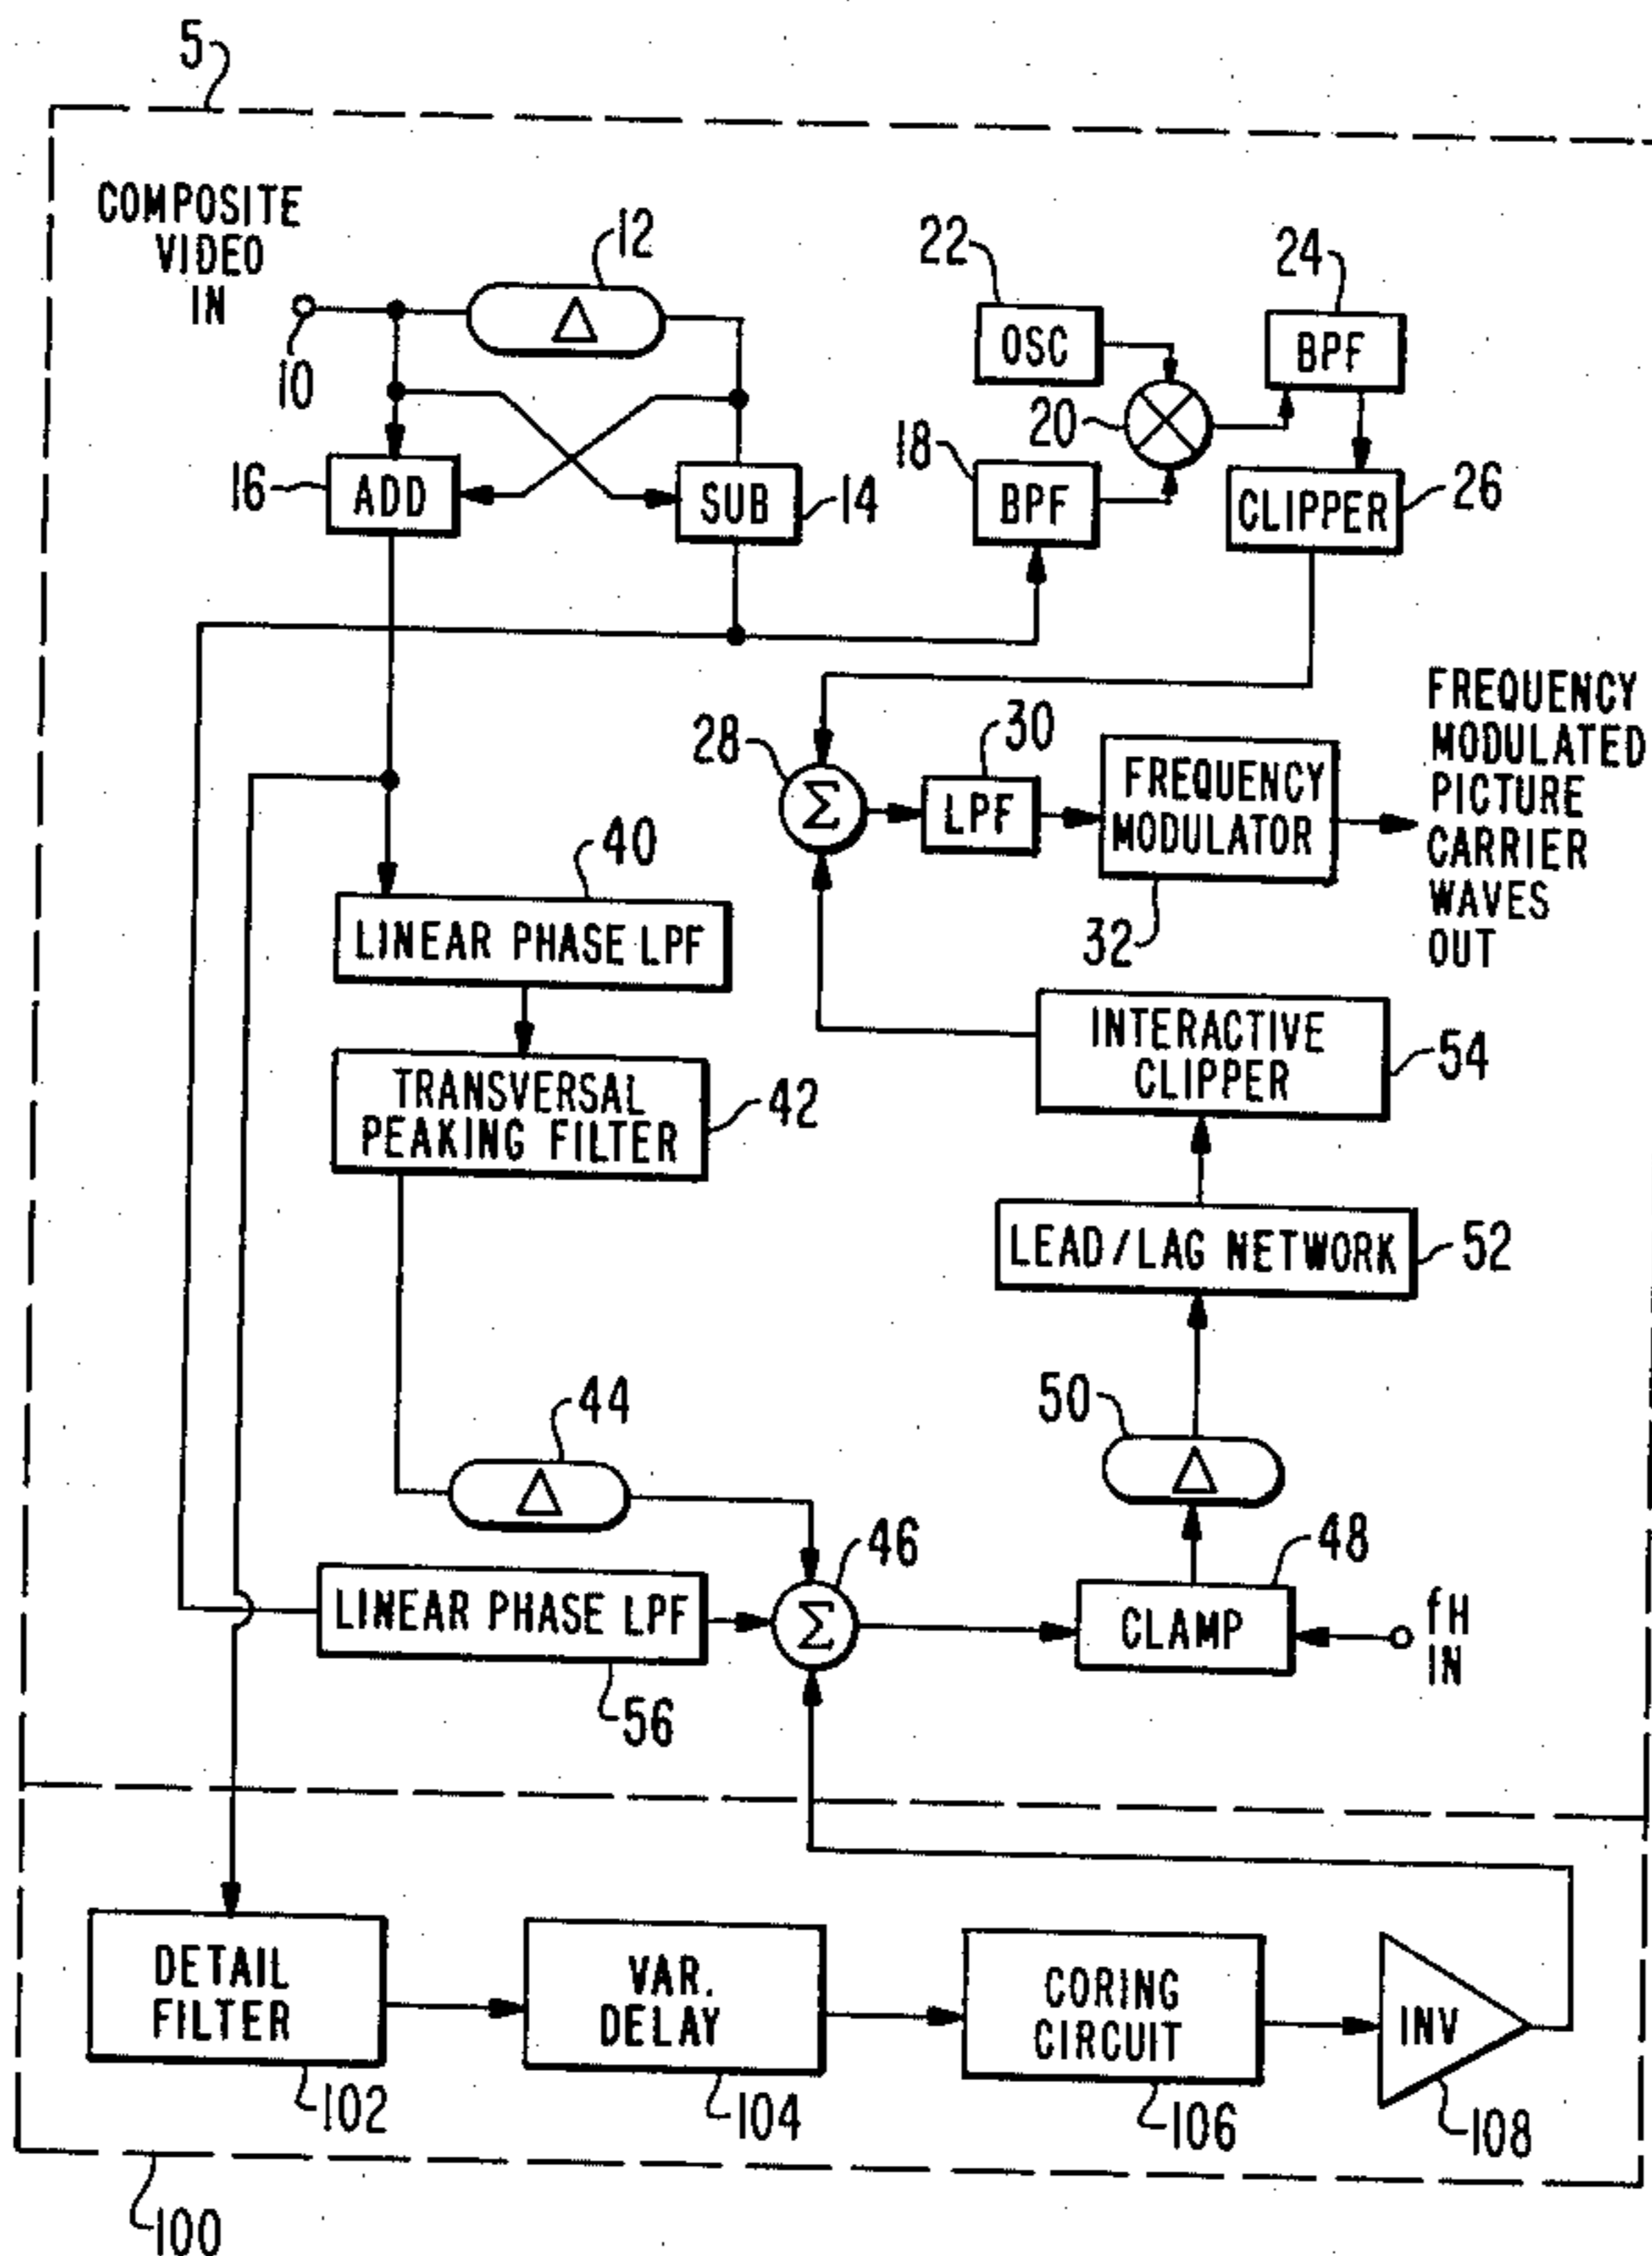 5
COMPOSITE
VIDEO
IN
10
12
Δ
16
ADD
SUB
14
22
OSC
20
18
BPF
24
BPF
CLIPPER
26
28
Σ
30
LPF
FREQUENCY
MODULATOR
32
FREQUENCY
MODULATED
PICTURE
CARRIER
WAVES
OUT
40
LINEAR PHASE LPF
TRANSVERSAL
PEAKING FILTER
42
INTERACTIVE
CLIPPER
54
LEAD/LAG NETWORK
52
44
Δ
50
Δ
46
Σ
48
CLAMP
fH
IN
LINEAR PHASE LPF
56
DETAIL
FILTER
102
VAR.
DELAY
104
CORING
CIRCUIT
106
INV
108
100